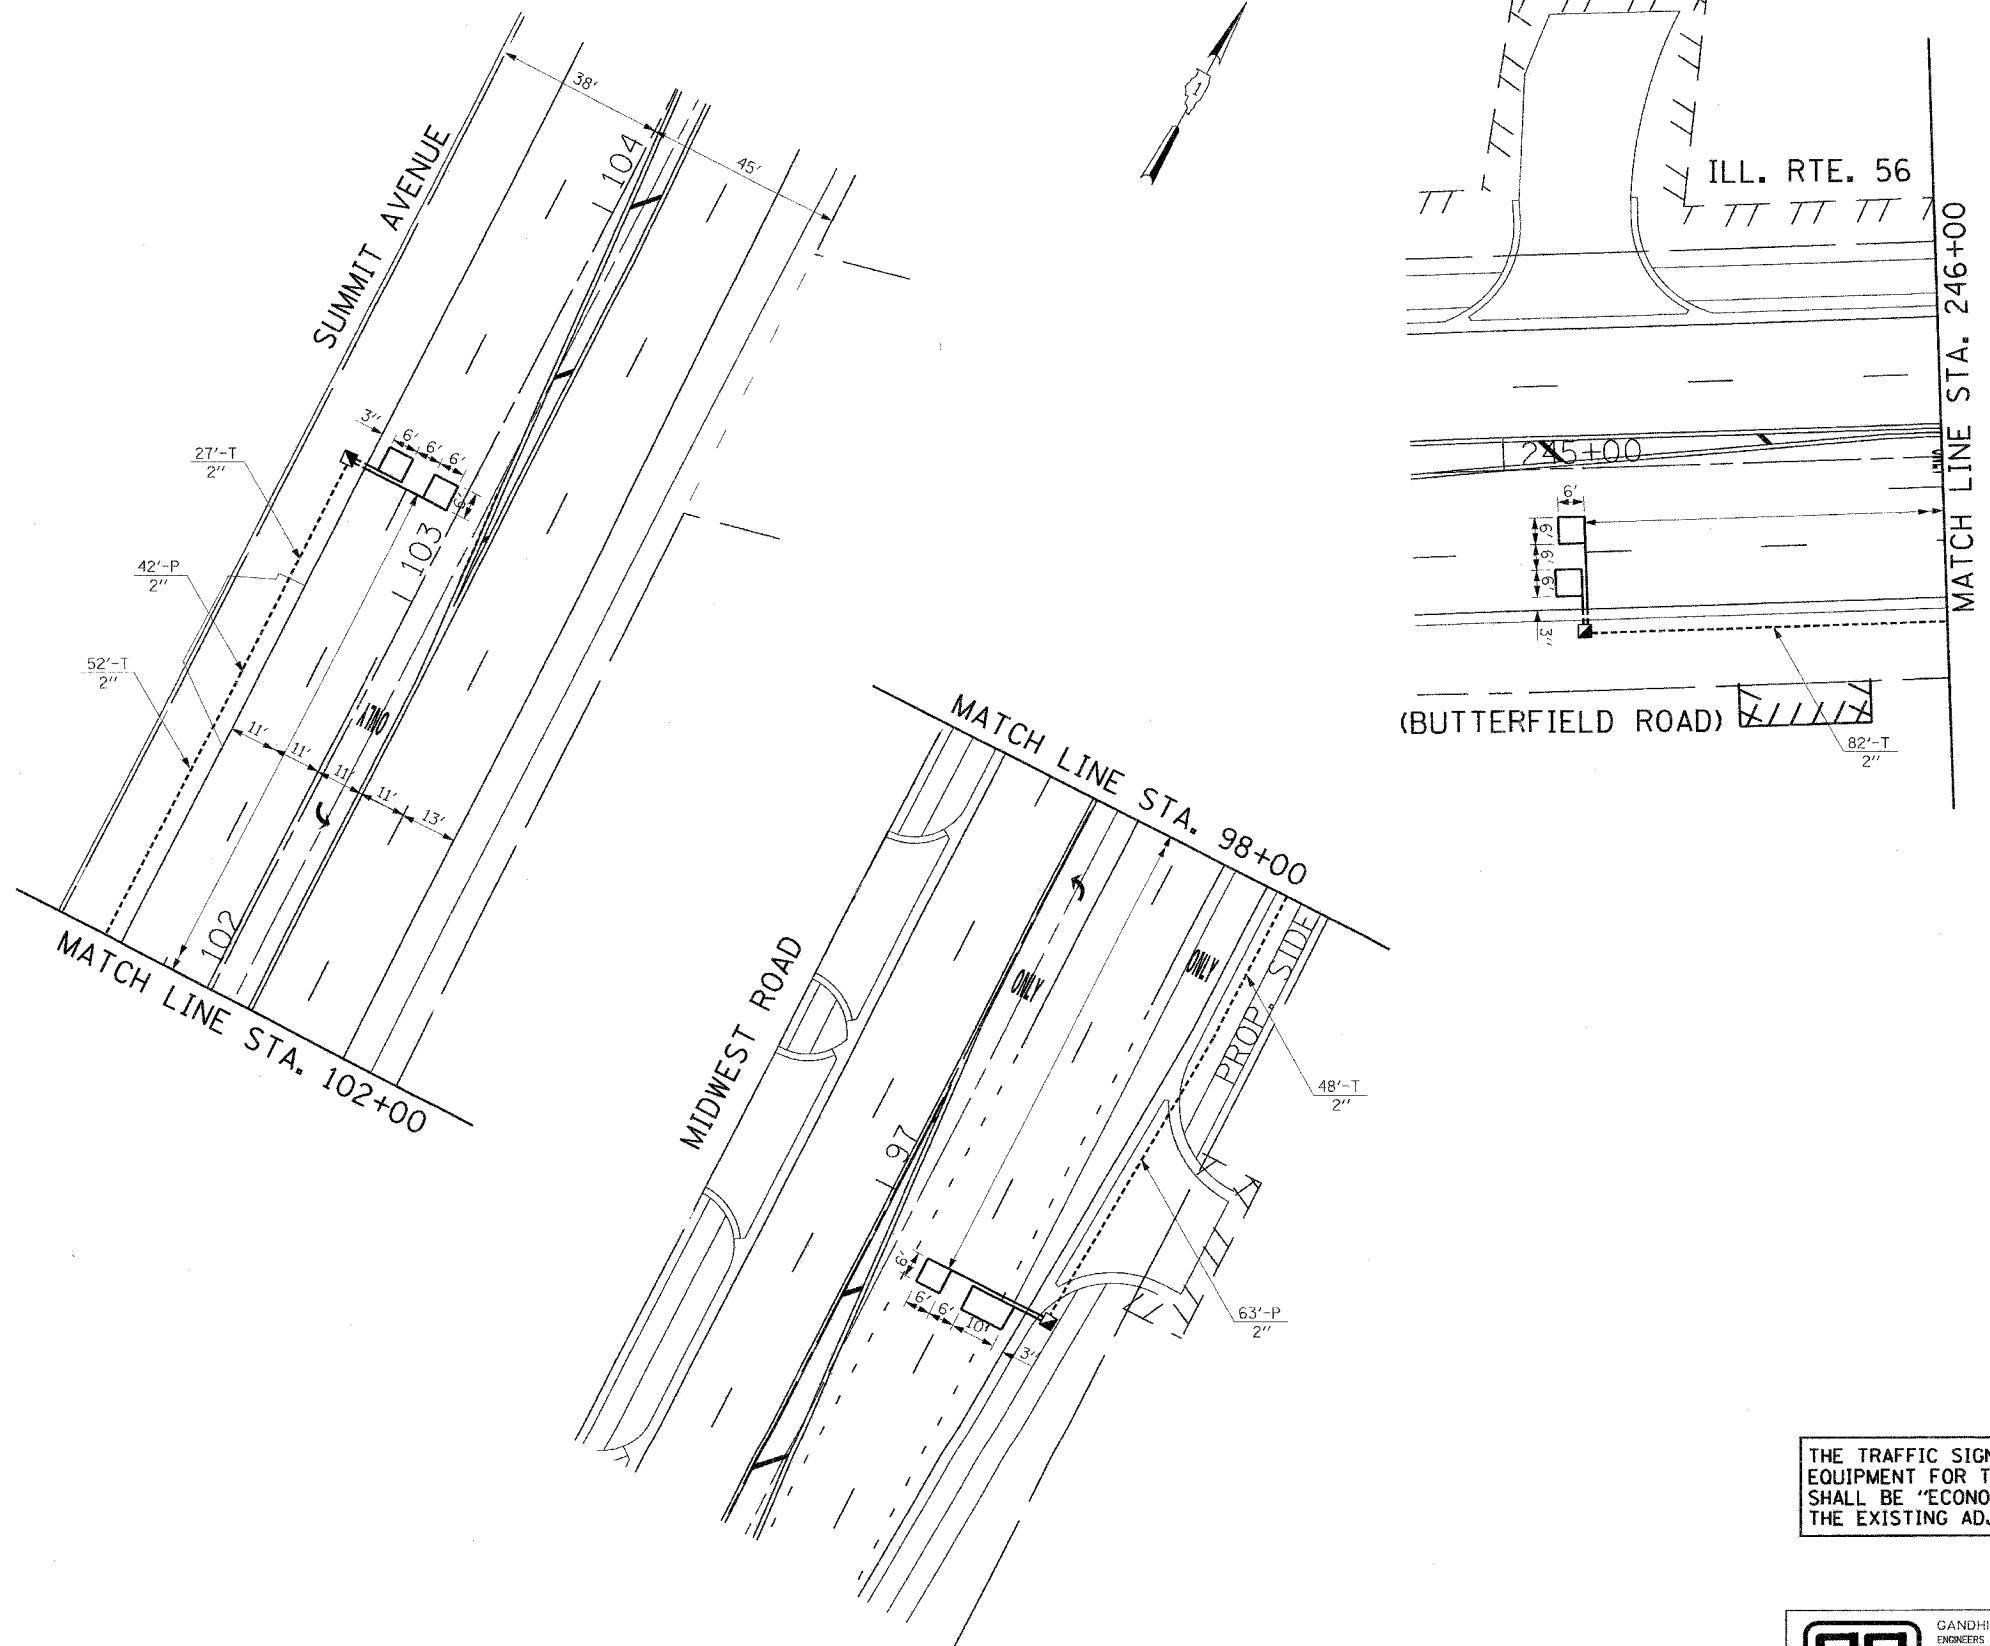 SUMMIT AVENUE
38'
45'
104
103
102
3"
6'
6'
6'
6'
27'-T
2"
42'-P
2"
52'-T
2"
ONLY
11'
11'
11'
11'
13'
MATCH LINE STA. 102+00
1
ILL. RTE. 56
245+00
6'
6'
6'
6'
3"
MATCH LINE STA. 246+00
(BUTTERFIELD ROAD)
82'-T
2"
MATCH LINE STA. 98+00
MIDWEST ROAD
ONLY
ONLY
PROP. SIDE
97
48'-T
2"
63'-P
2"
6'
6'
6'
10'
3"
THE TRAFFIC SIGN
EQUIPMENT FOR T
SHALL BE "ECONO
THE EXISTING ADJ
GANDHI
ENGINEERS